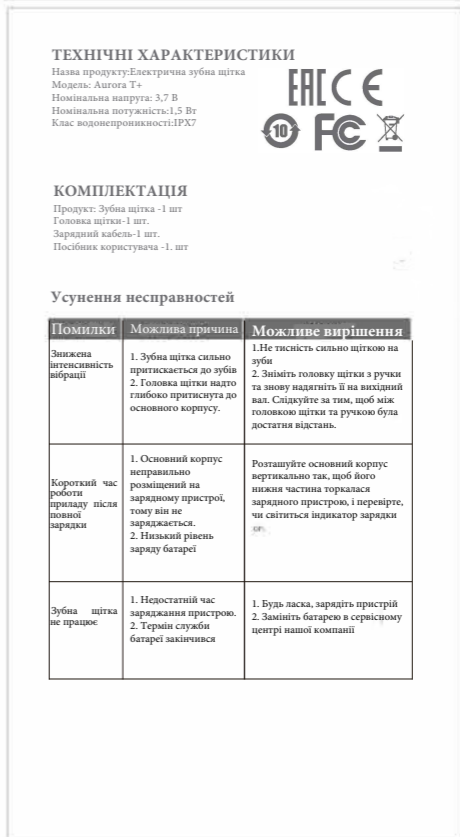 ТЕХНІЧНІ ХАРАКТЕРИСТИКИ
Назва продукту:Електрична зубна щітка
Модель: Aurora T+
Номінальна напруга: 3,7 В
Номінальна потужність:1,5 Вт
Клас водонепроникності:IPX7
EAC CE
10 FC
КОМПЛЕКТАЦІЯ
Продукт: Зубна щітка -1 шт
Головка щітки-1 шт.
Зарядний кабель-1 шт.
Посібник користувача -1. шт
Усунення несправностей
Помилки Можлива причина Можливе вирішення
Знижена
інтенсивність
вібрації
1. Зубна щітка сильно
притискається до зубів
2. Головка щітки надто
глибоко притиснута до
основного корпусу.
1.Не тисність сильно щіткою на
зуби
2. Зніміть головку щітки з ручки
та знову надягніть її на вихідний
вал. Слідкуйте за тим, щоб між
головкою щітки та ручкою була
достатня відстань.
Короткий час
роботи
приладу після
повної
зарядки
1. Основний корпус
неправильно
розміщений на
зарядному пристрої,
тому він не
заряджається.
2. Низький рівень
заряду батареї
Розташуйте основний корпус
вертикально так, щоб його
нижня частина торкалася
зарядного пристрою, і перевірте,
чи світиться індикатор зарядки
Зубна щітка
не працює
1. Недостатній час
заряджання пристрою.
2. Термін служби
батареї закінчився
1. Будь ласка, зарядіть пристрій
2. Замініть батарею в сервісному
центрі нашої компанії